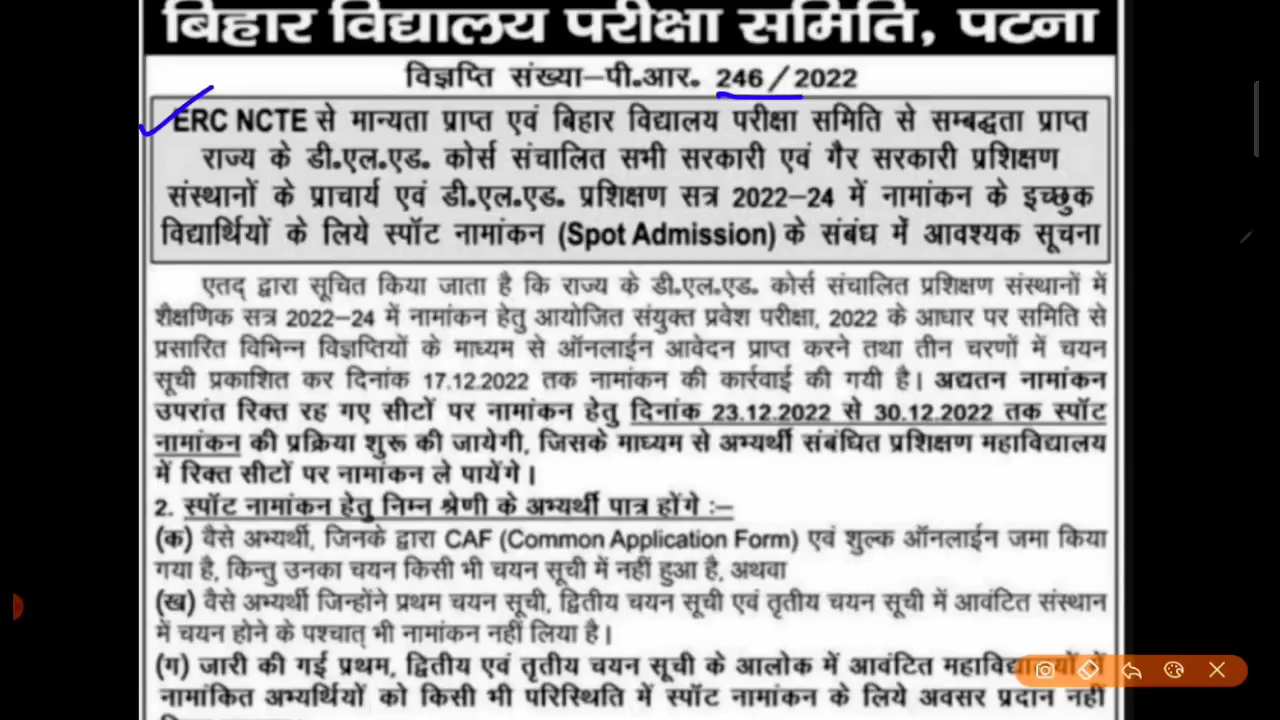 बिहार विद्यालय परीक्षा समिति, पटना
विज्ञप्ति संख्या–पी.आर. 246/2022
ERC NCTE से मान्यता प्राप्त एवं बिहार विद्यालय परीक्षा समिति से सम्बद्धता प्राप्त
राज्य के डी.एल.एड. कोर्स संचालित सभी सरकारी एवं गैर सरकारी प्रशिक्षण
संस्थानों के प्राचार्य एवं डी.एल.एड. प्रशिक्षण सत्र 2022–24 में नामांकन के इच्छुक
विद्यार्थियों के लिये स्पॉट नामांकन (Spot Admission) के संबंध में आवश्यक सूचना
एतद् द्वारा सूचित किया जाता है कि राज्य के डी.एल.एड. कोर्स संचालित प्रशिक्षण संस्थानों में
शैक्षणिक सत्र 2022–24 में नामांकन हेतु आयोजित संयुक्त प्रवेश परीक्षा, 2022 के आधार पर समिति से
प्रसारित विभिन्न विज्ञप्तियों के माध्यम से ऑनलाईन आवेदन प्राप्त करने तथा तीन चरणों में चयन
सूची प्रकाशित कर दिनांक 17.12.2022 तक नामांकन की कार्रवाई की गयी है। अद्यतन नामांकन
उपरांत रिक्त रह गए सीटों पर नामांकन हेतु दिनांक 23.12.2022 से 30.12.2022 तक स्पॉट
नामांकन की प्रक्रिया शुरू की जायेगी, जिसके माध्यम से अभ्यर्थी संबंधित प्रशिक्षण महाविद्यालय
में रिक्त सीटों पर नामांकन ले पायेंगे।
2. स्पॉट नामांकन हेतु निम्न श्रेणी के अभ्यर्थी पात्र होंगे :–
(क) वैसे अभ्यर्थी, जिनके द्वारा CAF (Common Application Form) एवं शुल्क ऑनलाईन जमा किया
गया है, किन्तु उनका चयन किसी भी चयन सूची में नहीं हुआ है, अथवा
(ख) वैसे अभ्यर्थी जिन्होंने प्रथम चयन सूची, द्वितीय चयन सूची एवं तृतीय चयन सूची में आवंटित संस्थान
में चयन होने के पश्चात् भी नामांकन नहीं लिया है।
(ग) जारी की गई प्रथम, द्वितीय एवं तृतीय चयन सूची के आलोक में आवंटित महाविद्यालयों में
नामांकित अभ्यर्थियों को किसी भी परिस्थिति में स्पॉट नामांकन के लिये अवसर प्रदान नहीं